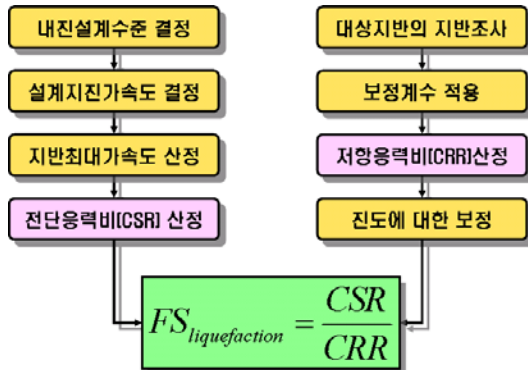 내진설계수준 결정
설계지진가속도 결정
지반최대가속도 산정
전단응력비(CSR) 산정
대상지반의 지반조사
보정계수 적용
저항응력비(CRR)산정
진도에 대한 보정
FS_{liquefaction} = \frac{CSR}{CRR}